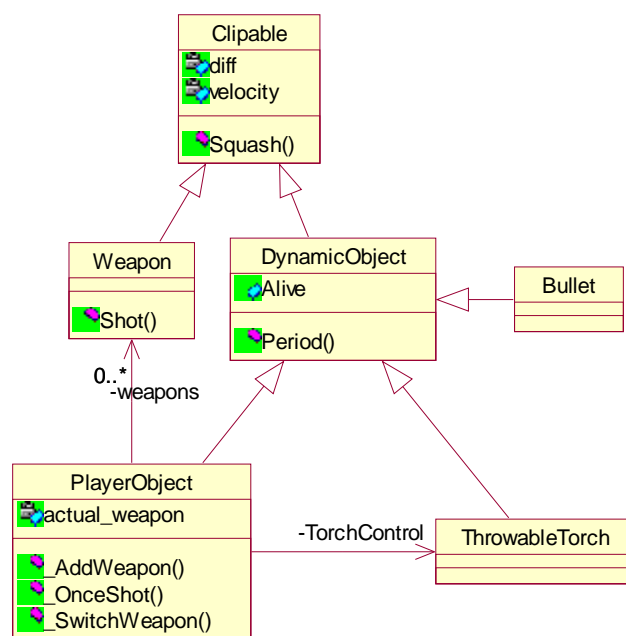 Clipable
diff
velocity
Squash()
Weapon
Shot()
DynamicObject
Alive
Period()
Bullet
0..*
-weapons
PlayerObject
actual_weapon
_AddWeapon()
_OnceShot()
_SwitchWeapon()
-TorchControl
ThrowableTorch